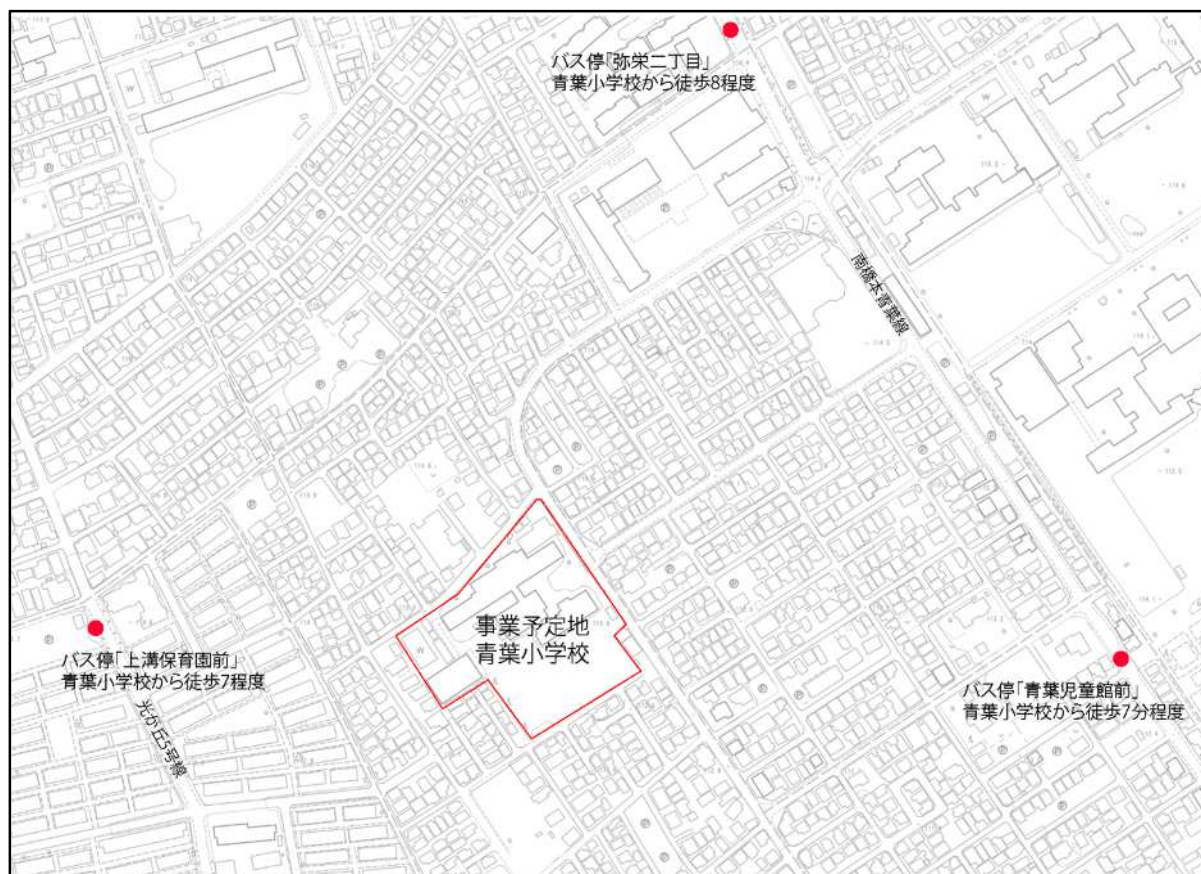 バス停「弥栄二丁目」
青葉小学校から徒歩8程度
南橋本青葉線
事業予定地
青葉小学校
バス停「上溝保育園前」
青葉小学校から徒歩7程度
光が丘5号線
バス停「青葉児童館前」
青葉小学校から徒歩7分程度